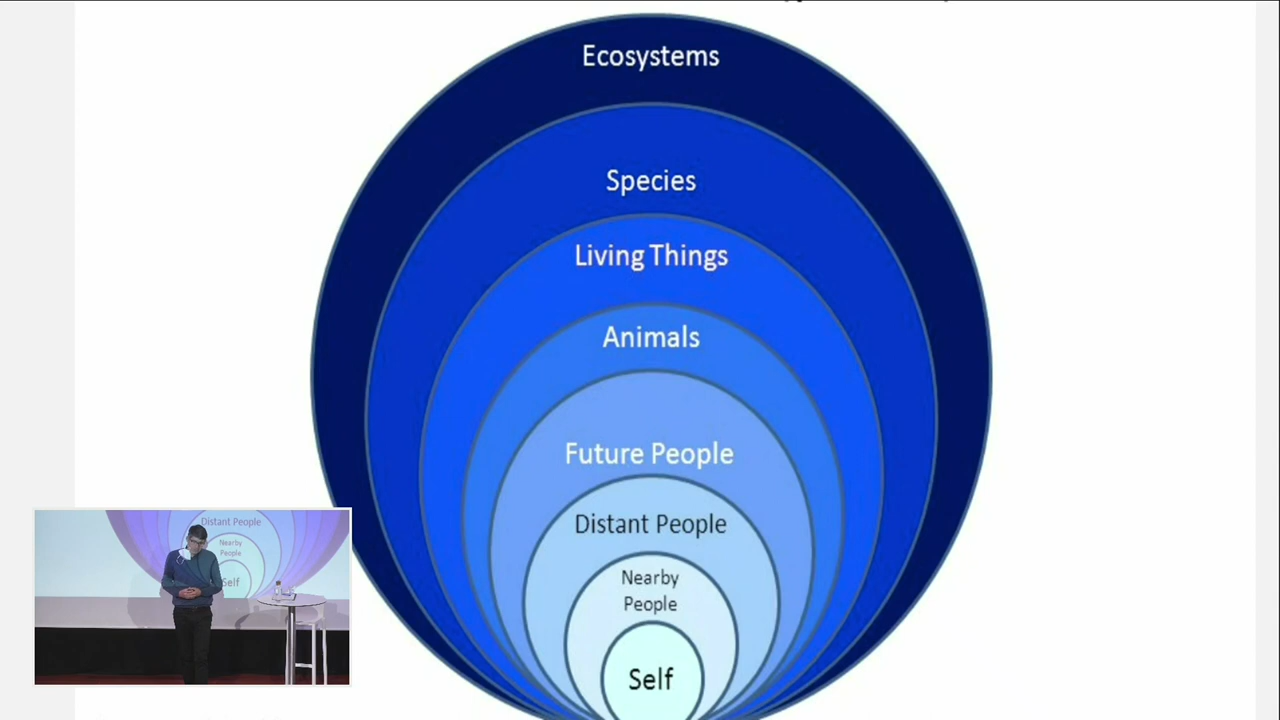 Ecosystems
Species
Living Things
Animals
Future People
Distant People
Nearby
People
Self
Distant People
Nearby
People
Self